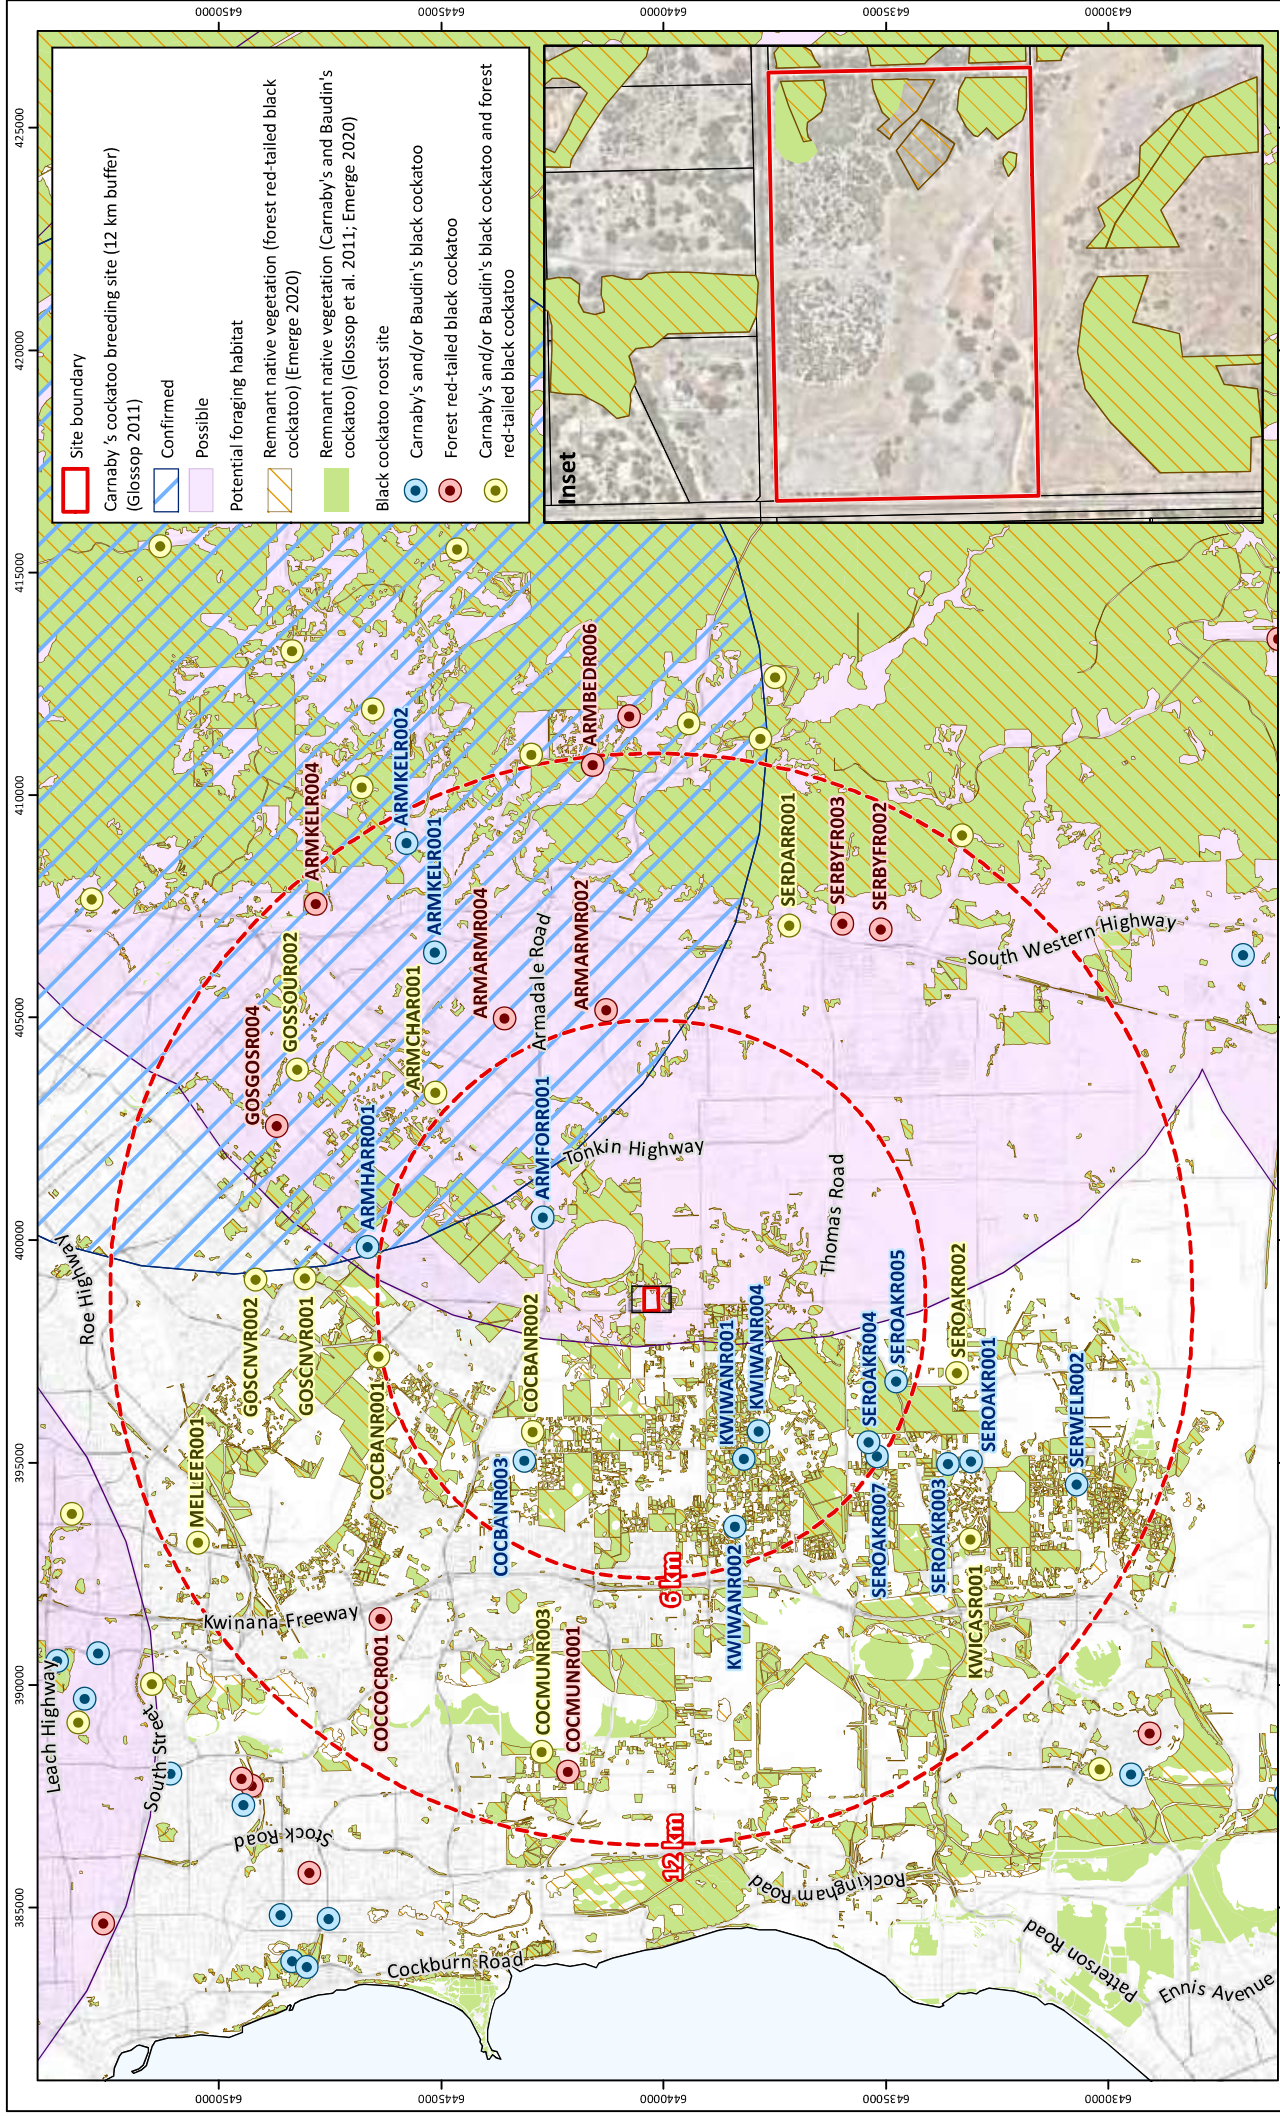 Site boundary
Carnaby 's cockatoo breeding site (12 km buffer)
(Glossop 2011)
Confirmed
Possible
Potential foraging habitat
Remnant native vegetation (forest red-tailed black
cockatoo) (Emerge 2020)
Remnant native vegetation (Carnaby's and Baudin's
cockatoo) (Glossop et al. 2011; Emerge 2020)
Black cockatoo roost site
Carnaby's and/or Baudin's black cockatoo
Forest red-tailed black cockatoo
Carnaby's and/or Baudin's black cockatoo and forest
red-tailed black cockatoo
Inset
385000
390000
395000
400000
405000
410000
415000
420000
425000
6450000
6445000
6440000
6435000
6430000
6450000
6445000
6440000
6435000
6430000
Leach Highway
South Street
Stock Road
Cockburn Road
Kwinana Freeway
Roe Highway
Armadale Road
Tonkin Highway
Thomas Road
South Western Highway
Rockingham Road
Patterson Road
Ennis Avenue
6 km
12 km
MELLEER001
GOSCNVR002
GOSCNVR001
COCBANR001
COCBANR002
COCBANR003
COCCOCR001
COCMUNR003
COCMUNR001
GOSGOSR004
GOSSOUR002
ARMHARR001
ARMCHAR001
ARMFORR001
ARMKELR004
ARMKELR002
ARMKELR001
ARMARMR004
ARMARMR002
ARMBEDR006
SERDARR001
SERBYFR003
SERBYFR002
KWIWANR001
KWIWANR004
KWIWANR002
SEROAKR004
SEROAKR005
SEROAKR007
SEROAKR002
SEROAKR003
SEROAKR001
KWICASR001
SERWELR002